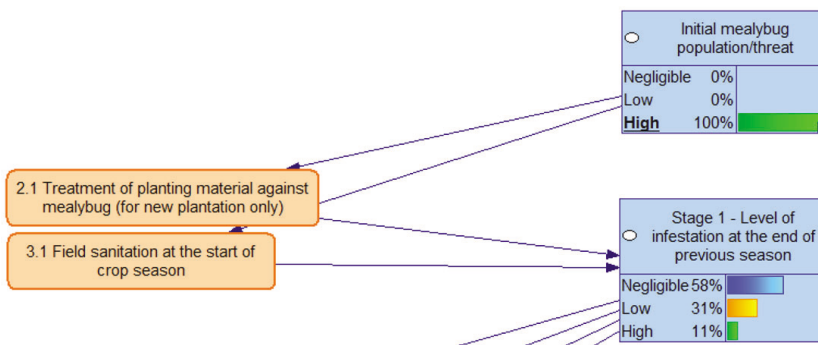 Initial mealybug
population/threat
Negligible 0%
Low 0%
High 100%
2.1 Treatment of planting material against
mealybug (for new plantation only)
3.1 Field sanitation at the start of
crop season
Stage 1 - Level of
infestation at the end of
previous season
Negligible 58%
Low 31%
High 11%